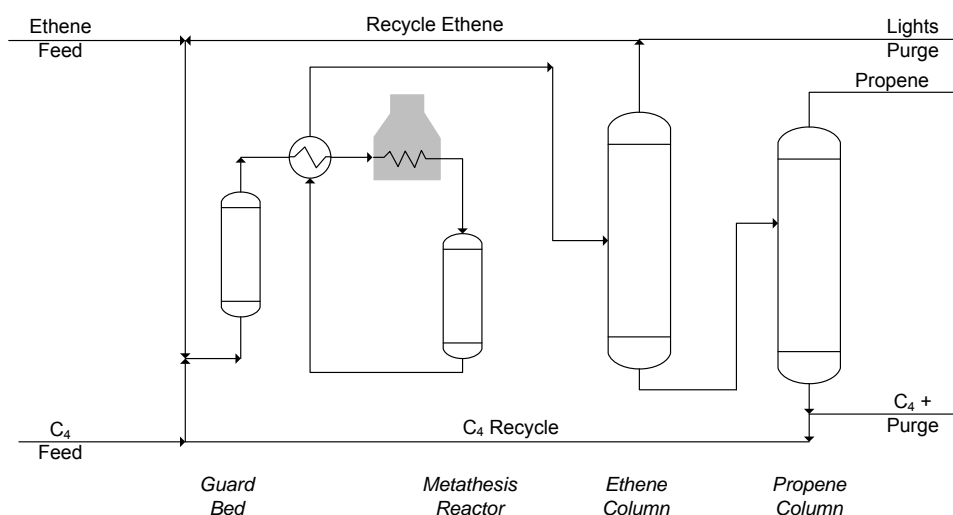 Ethene
Feed
Recycle Ethene
Lights
Purge
Propene
C₄
Feed
C₄ Recycle
C₄ +
Purge
Guard
Bed
Metathesis
Reactor
Ethene
Column
Propene
Column